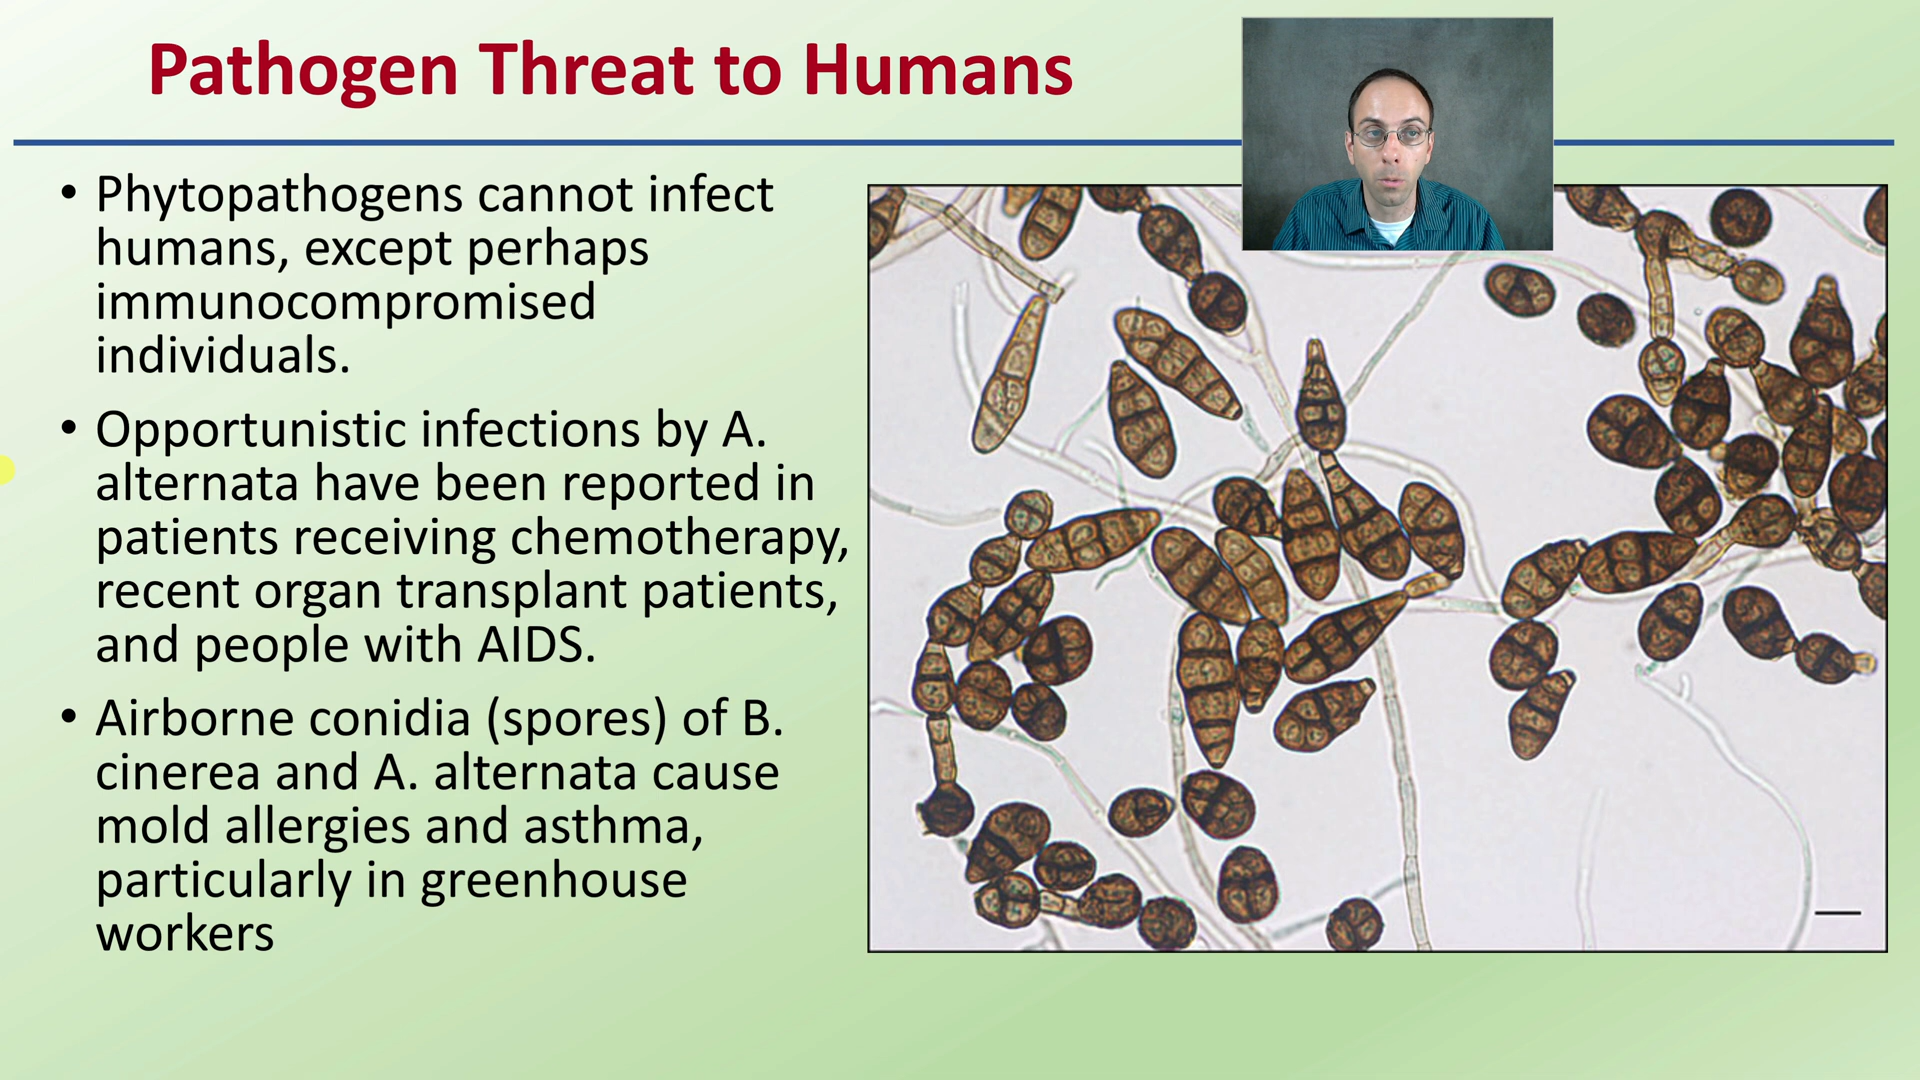 Pathogen Threat to Humans
• Phytopathogens cannot infect
humans, except perhaps
immunocompromised
individuals.
• Opportunistic infections by A.
alternata have been reported in
patients receiving chemotherapy,
recent organ transplant patients,
and people with AIDS.
• Airborne conidia (spores) of B.
cinerea and A. alternata cause
mold allergies and asthma,
particularly in greenhouse
workers